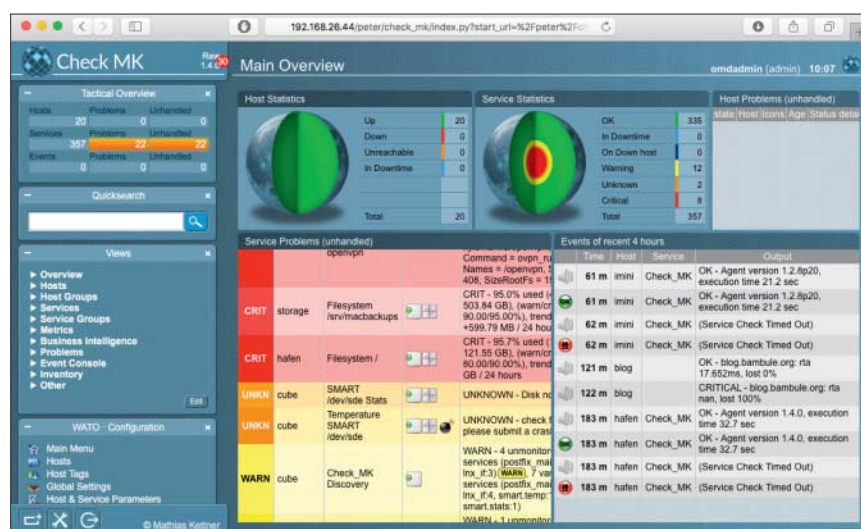 192.168.26.44/peter/check_mk/index.py?start_url=%2Fpeter%2F
Check MK
Raw
1.4.0
30
Main Overview
omdadmin (admin) 10:07
Tactical Overview
Hosts Problems Unhandled
20 0 0
Services Problems Unhandled
357 22 22
Events Problems Unhandled
0 0 0
Quicksearch
Views
Overview
Hosts
Host Groups
Services
Service Groups
Metrics
Business Intelligence
Problems
Event Console
Inventory
Other
Edit
WATO · Configuration
Main Menu
Hosts
Host Tags
Global Settings
Host & Service Parameters
© Mathias Kettner
Host Statistics
Up 20
Down 0
Unreachable 0
In Downtime 0
Total 20
Service Statistics
OK 335
In Downtime 0
On Down host 0
Warning 12
Unknown 2
Critical 8
Total 357
Host Problems (unhandled)
state Host Icons Age Status detai
Service Problems (unhandled)
openvpn
Command = ovpn_ru
Names = /openvpn,
408, SizeRootFs = 1
CRIT storage Filesystem /srv/macbackups
CRIT - 95.0% used
503.84 GB), (warn/cr
90.00/95.00%), trend
+599.79 MB / 24 hou
CRIT hafen Filesystem /
CRIT - 95.7% used
121.55 GB), (warn/cr
80.00/90.00%), trend
GB / 24 hours
UNKN cube SMART /dev/sde Stats
UNKNOWN - Disk no
UNKN cube Temperature SMART /dev/sde
UNKNOWN - check f
please submit a cras
WARN cube Check_MK Discovery
WARN - 4 unmonitor
services (postfix_mai
lnx_if:3) WARN, 7 va
services (postfix_mai
lnx_if:4, smart.temp:
smart.stats:1)
WARN - 1 unmonitor
Events of recent 4 hours
Time Host Service Output
61 m imini Check_MK OK - Agent version 1.2.8p20,
execution time 21.2 sec
61 m imini Check_MK OK - Agent version 1.2.8p20,
execution time 21.2 sec
62 m imini Check_MK (Service Check Timed Out)
62 m imini Check_MK (Service Check Timed Out)
121 m blog OK - blog.bambule.org: rta
17.652ms, lost 0%
122 m blog CRITICAL - blog.bambule.org: rta
nan, lost 100%
183 m hafen Check_MK OK - Agent version 1.4.0, execution
time 32.7 sec
183 m hafen Check_MK OK - Agent version 1.4.0, execution
time 32.7 sec
183 m hafen Check_MK (Service Check Timed Out)
183 m hafen Check_MK (Service Check Timed Out)